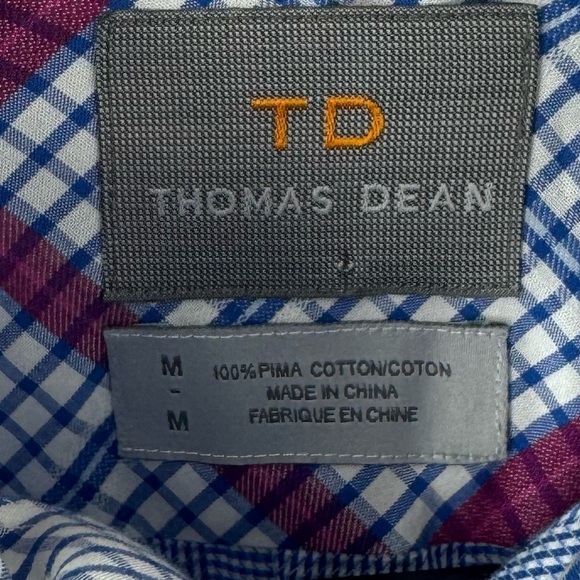 TD
THOMAS DEAN
M
-
M
100% PIMA COTTON/COTON
MADE IN CHINA
FABRIQUE EN CHINE